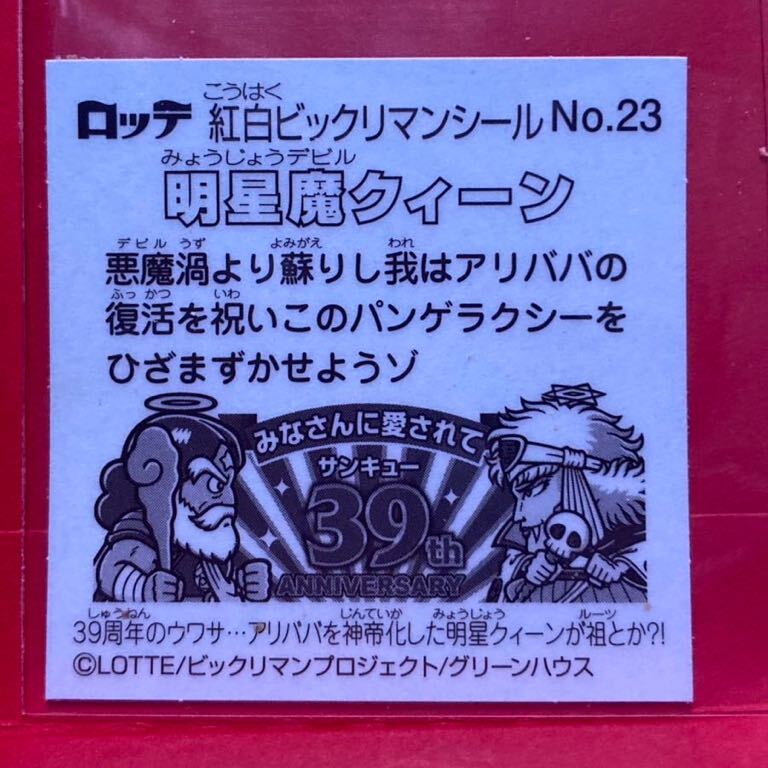 こうはく
ロッテ 紅白ビックリマンシール No.23
みょうじょうデビル
明星魔クィーン
デビル うず よみがえ われ
悪魔渦より蘇りし我はアリババの
ふっかつ いわ
復活を祝いこのパンゲラクシーを
ひざまずかせようゾ
みなさんに愛されて
サンキュー
39th
ANNIVERSARY
しゅうねん じんていか みょうじょう ルーツ
39周年のウワサ…アリババを神帝化した明星クィーンが祖とか?!
©LOTTE/ビックリマンプロジェクト/グリーンハウス